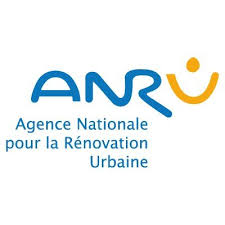 ANRU
Agence Nationale
pour la Rénovation
Urbaine